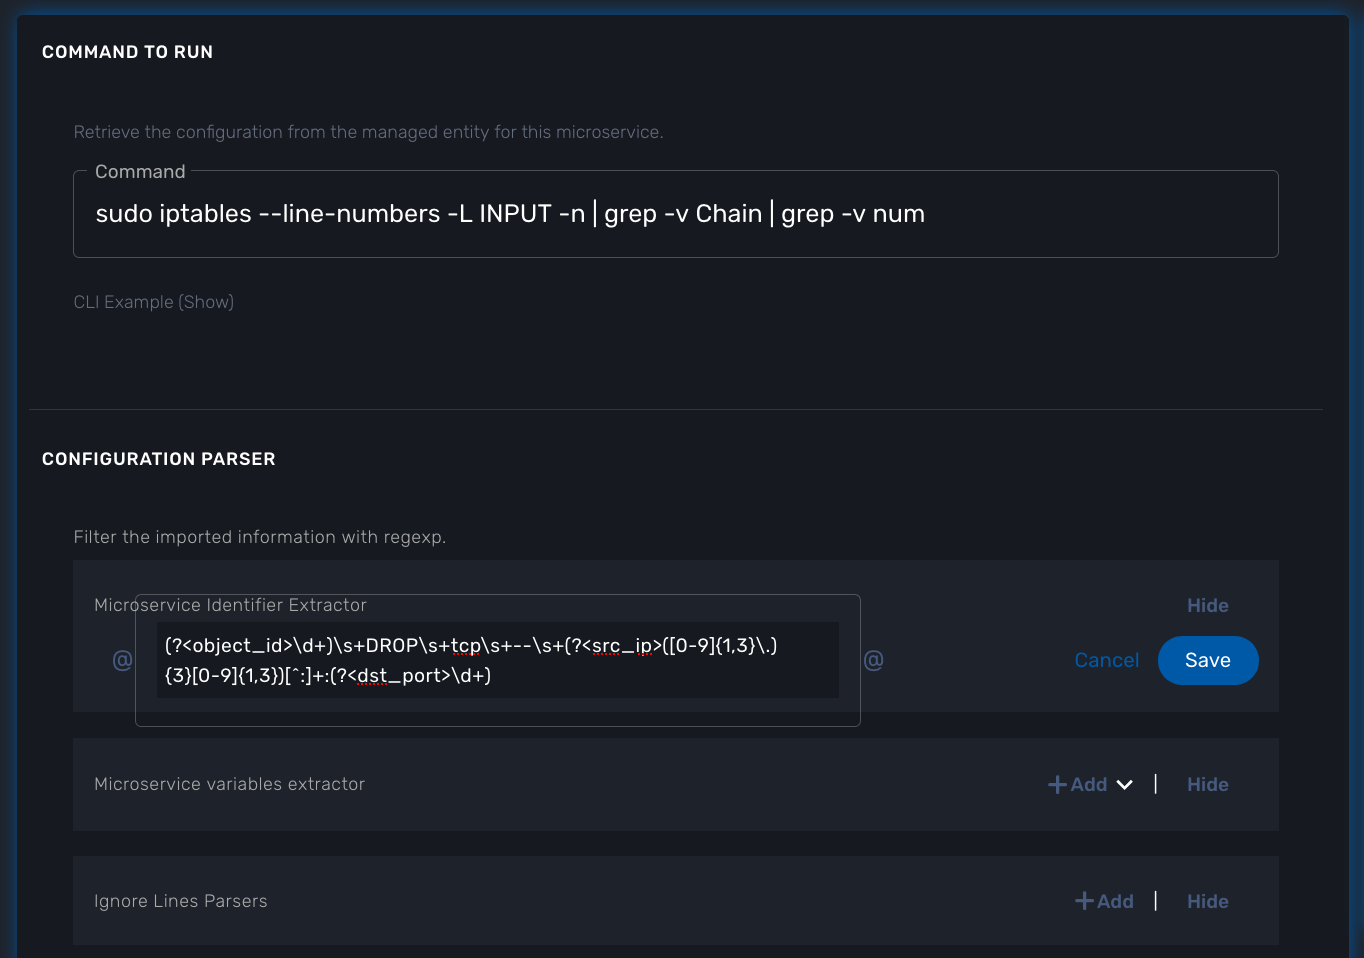 COMMAND TO RUN
Retrieve the configuration from the managed entity for this microservice.
Command
sudo iptables --line-numbers -L INPUT -n | grep -v Chain | grep -v num
CLI Example (Show)
CONFIGURATION PARSER
Filter the imported information with regexp.
Microservice Identifier Extractor
Hide
@
(?<object_id>\d+)\s+DROP\s+tcp\s+--\s+(?<src_ip>([0-9]{1,3}\.)
{3}[0-9]{1,3})[^:]+:(?<dst_port>\d+)
@
Cancel
Save
Microservice variables extractor
+Add | Hide
Ignore Lines Parsers
+Add | Hide